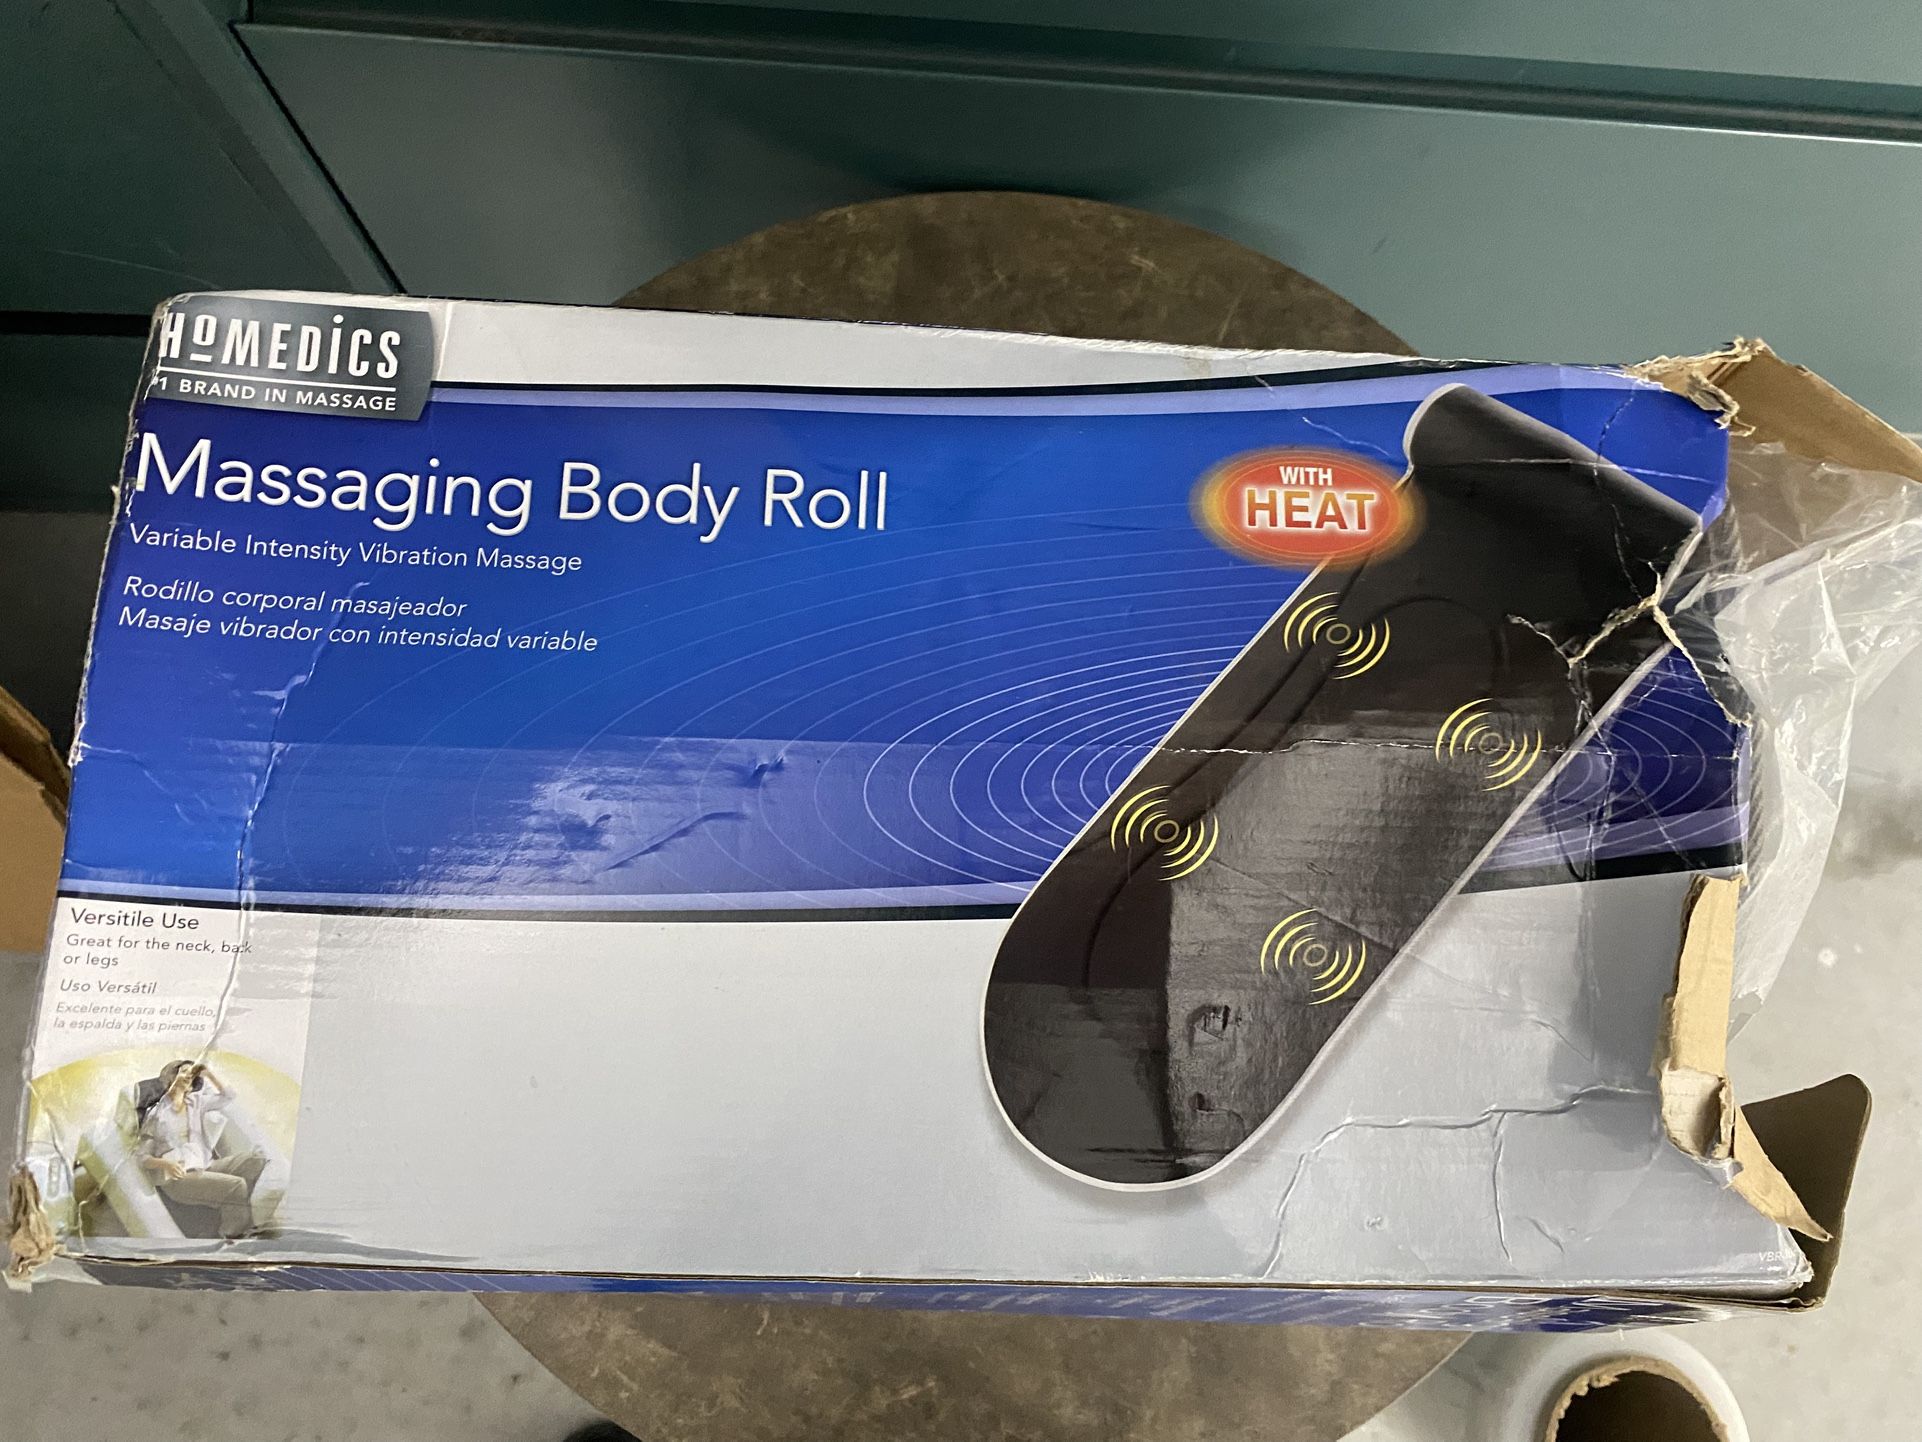 HOMEDICS
#1 BRAND IN MASSAGE
Massaging Body Roll
Variable Intensity Vibration Massage
Rodillo corporal masajeador
Masaje vibrador con intensidad variable
WITH
HEAT
Versitile Use
Great for the neck, back
or legs
Uso Versátil
Excelente para el cuello,
la espalda y las piernas